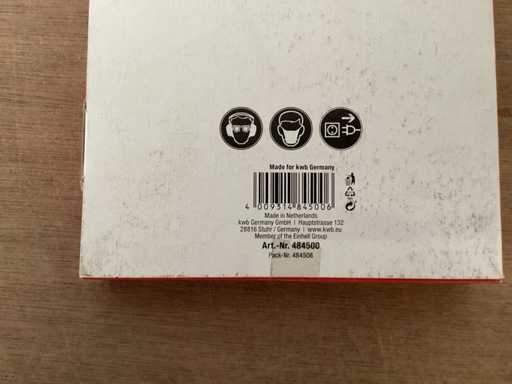 Made for kwb Germany
4 009314 845006
Made in Netherlands
kwb Germany GmbH | Hauptstrasse 132
28816 Stuhr / Germany | www.kwb.eu
Member of the Einhell Group
Art.-Nr. 484500
Pack-Nr. 484508